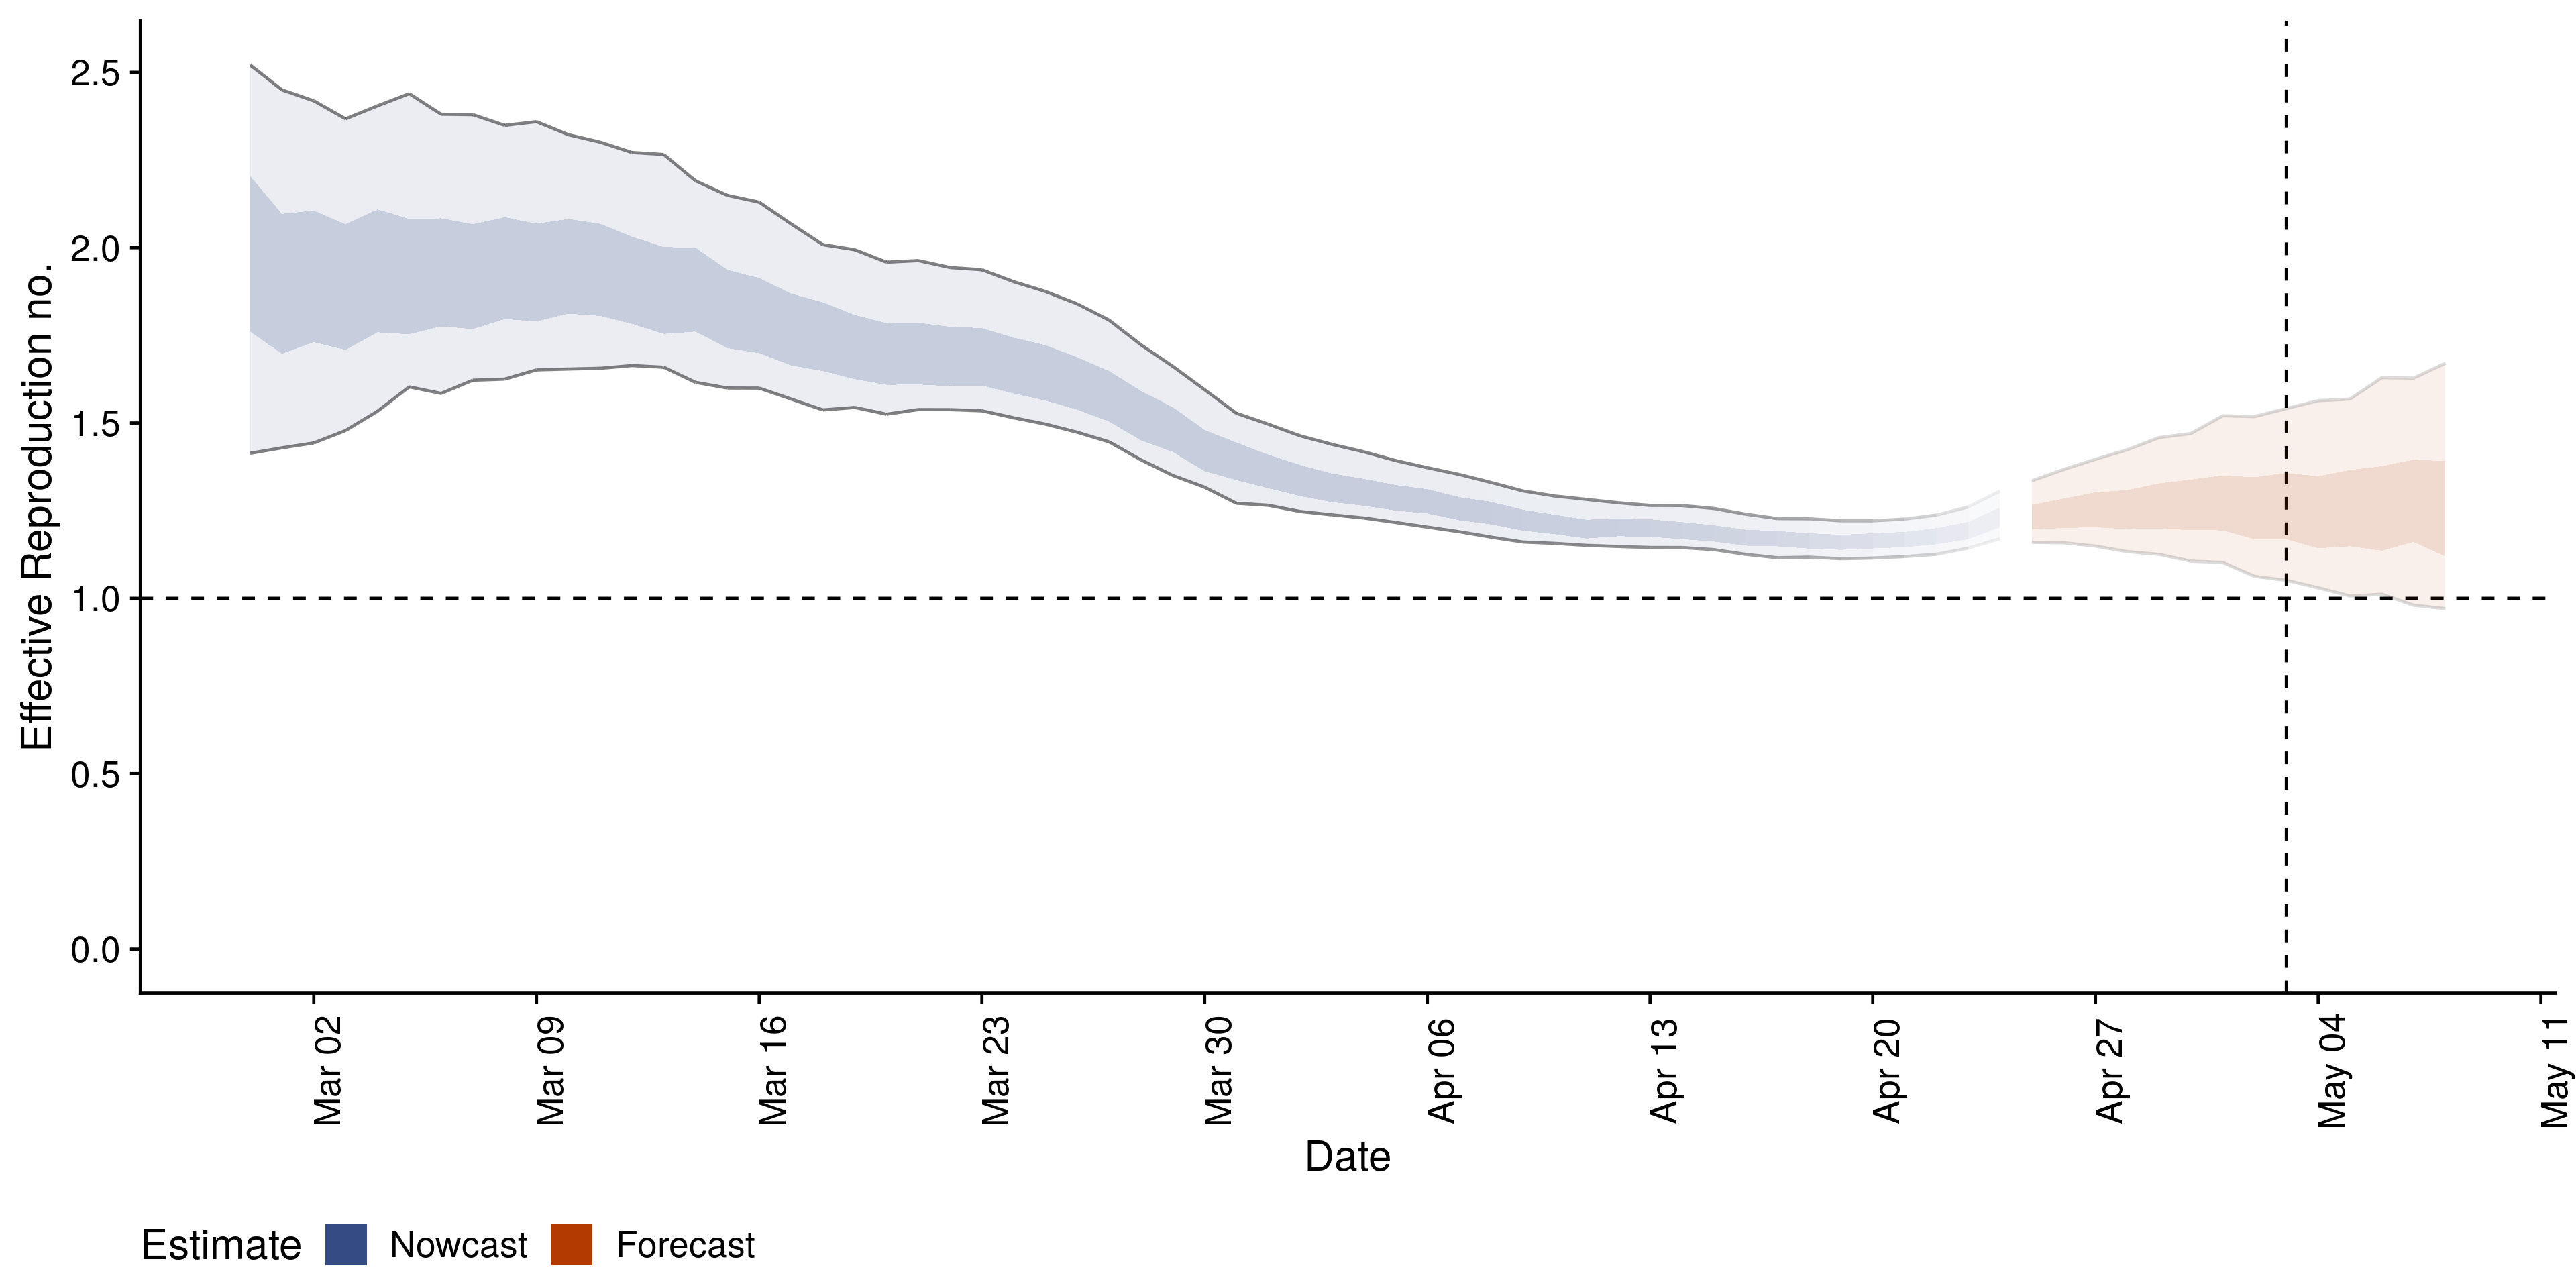 Effective Reproduction no.
2.5
2.0
1.5
1.0
0.5
0.0
Mar 02
Mar 09
Mar 16
Mar 23
Mar 30
Apr 06
Apr 13
Apr 20
Apr 27
May 04
May 11
Date
Estimate Nowcast Forecast